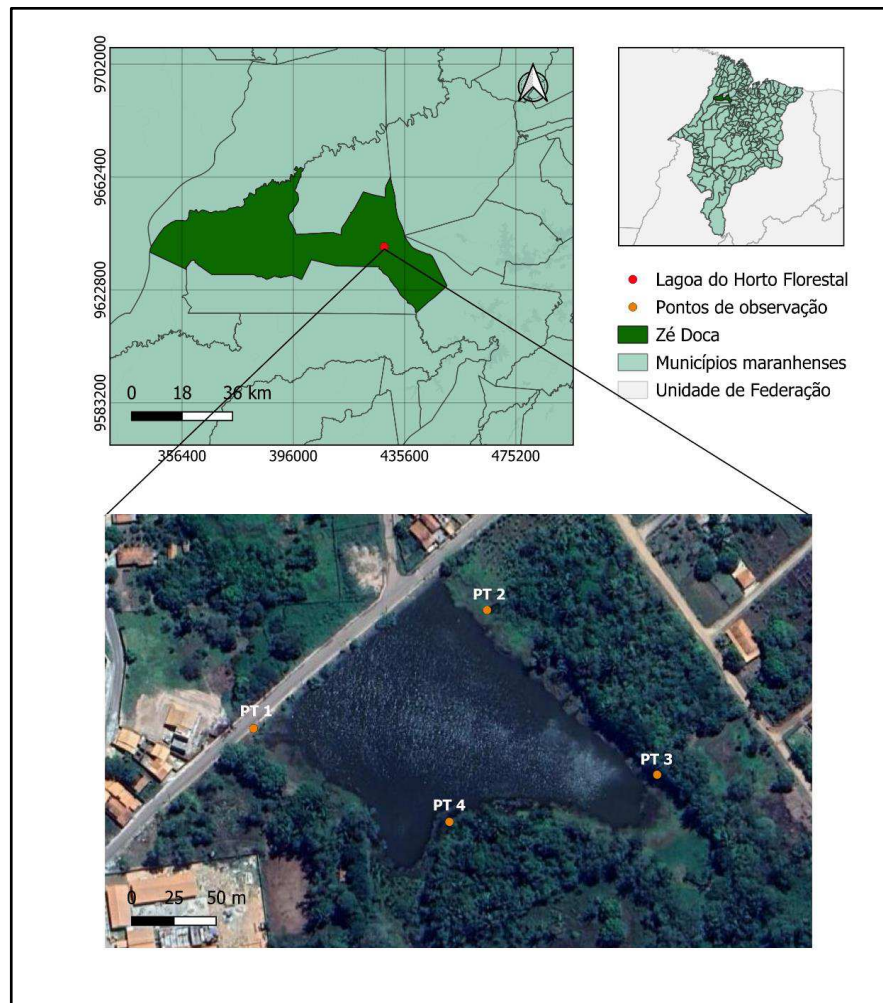 9702000
9662400
9622800
9583200
0 18 36 km
356400 396000 435600 475200
Lagoa do Horto Florestal
Pontos de observação
Zé Doca
Municípios maranhenses
Unidade de Federação
PT 2
PT 1
PT 3
PT 4
0 25 50 m